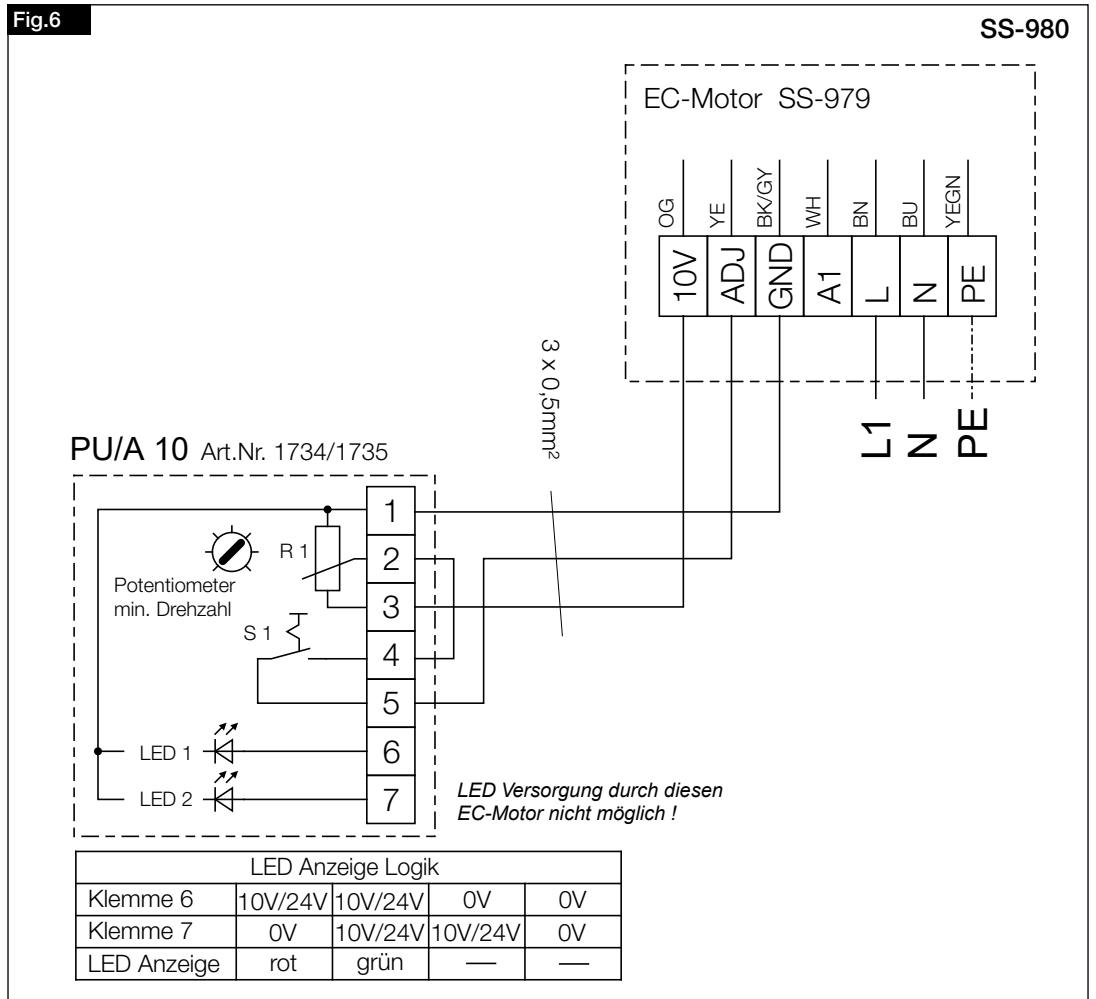 Fig.6
SS-980
EC-Motor SS-979
OG YE BK/GY WH BN BU YEGN
10V ADJ GND A1 L N PE
L1 N PE
3 x 0,5mm²
PU/A 10 Art.Nr. 1734/1735
1
R 1 2
Potentiometer
min. Drehzahl 3
S 1 4
5
LED 1 6
LED 2 7
LED Versorgung durch diesen
EC-Motor nicht möglich !
LED Anzeige Logik
Klemme 6 10V/24V 10V/24V 0V 0V
Klemme 7 0V 10V/24V 10V/24V 0V
LED Anzeige rot grün — —